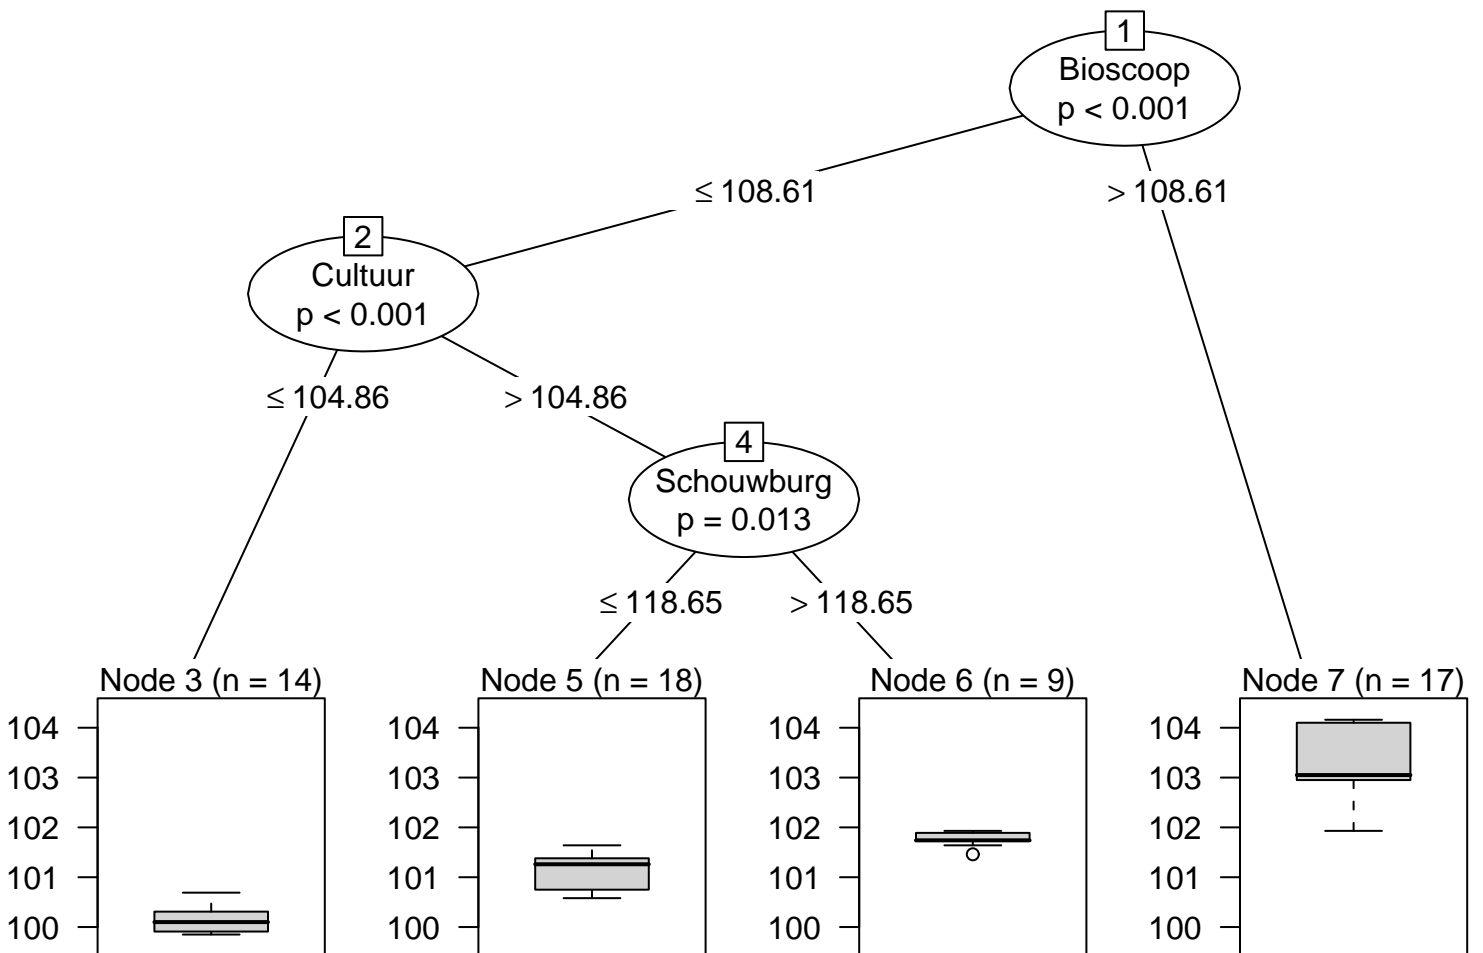 1
Bioscoop
p < 0.001
≤ 108.61
> 108.61
2
Cultuur
p < 0.001
≤ 104.86
> 104.86
4
Schouwburg
p = 0.013
≤ 118.65
> 118.65
Node 3 (n = 14)
104
103
102
101
100
Node 5 (n = 18)
104
103
102
101
100
Node 6 (n = 9)
104
103
102
101
100
Node 7 (n = 17)
104
103
102
101
100